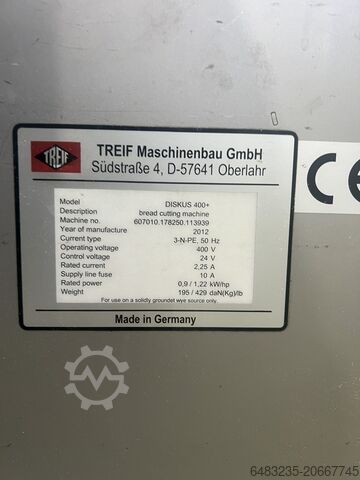 TREIF
TREIF Maschinenbau GmbH
Südstraße 4, D-57641 Oberlahr
Model DISKUS 400+
Description bread cutting machine
Machine no. 607010.178250.113939
Year of manufacture 2012
Current type 3-N-PE, 50 Hz
Operating voltage 400 V
Control voltage 24 V
Rated current 2,25 A
Supply line fuse 10 A
Rated power 0,9 / 1,22 kW/hp
Weight 195 / 429 daN(Kg)/lb
For use on a solidly groundet wye source only.
Made in Germany
CE
6483235-20667745